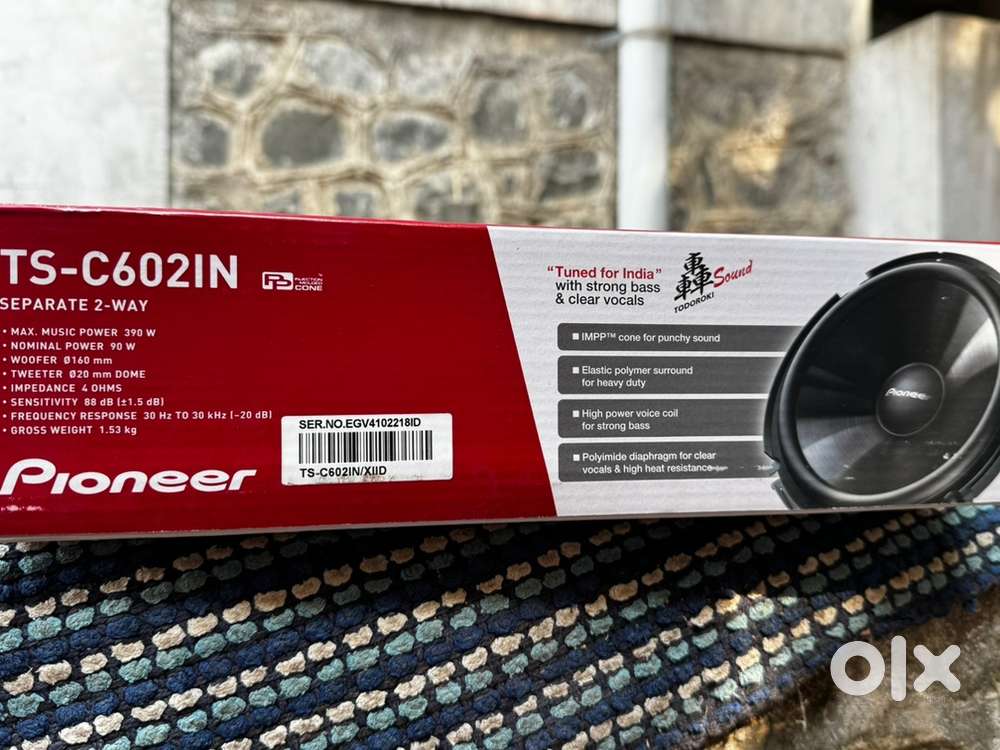 TS-C602IN
SEPARATE 2-WAY
• MAX. MUSIC POWER 390 W
• NOMINAL POWER 90 W
• WOOFER Ø160 mm
• TWEETER Ø20 mm DOME
• IMPEDANCE 4 OHMS
• SENSITIVITY 88 dB (±1.5 dB)
• FREQUENCY RESPONSE 30 Hz TO 30 kHz (-20 dB)
• GROSS WEIGHT 1.53 kg
Pioneer
INJECTION
MOLDED
CONE
SER.NO.EGV4102218ID
TS-C602IN/XIID
"Tuned for India"
with strong bass
& clear vocals
轟轟 Sound
TODOROKI
■ IMPP™ cone for punchy sound
■ Elastic polymer surround
for heavy duty
■ High power voice coil
for strong bass
■ Polyimide diaphragm for clear
vocals & high heat resistance
Pioneer
olx